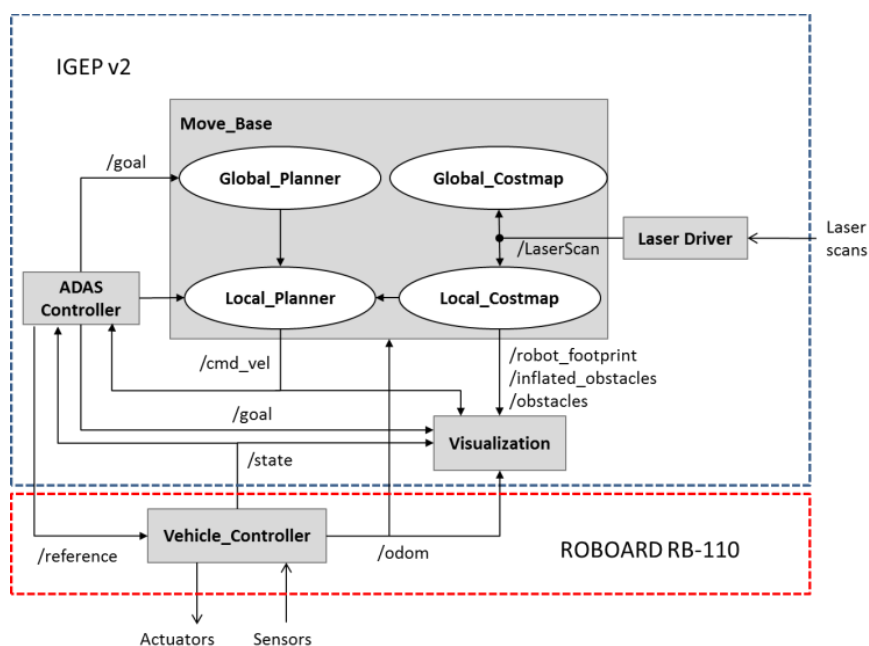 IGEP v2
Move_Base
/goal
Global_Planner
Global_Costmap
/LaserScan
Laser Driver
Laser
scans
ADAS
Controller
Local_Planner
Local_Costmap
/cmd_vel
/robot_footprint
/inflated_obstacles
/obstacles
/goal
Visualization
/state
Vehicle_Controller
/reference
/odom
ROBOARD RB-110
Actuators
Sensors